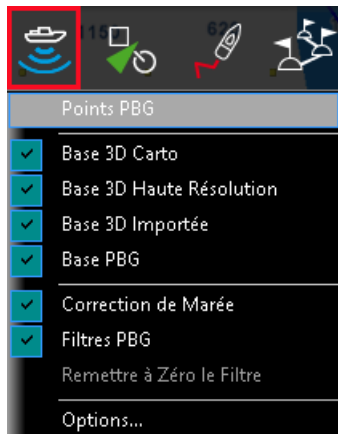 Points PBG
Base 3D Carto
Base 3D Haute Résolution
Base 3D Importée
Base PBG
Correction de Marée
Filtres PBG
Remettre à Zéro le Filtre
Options...